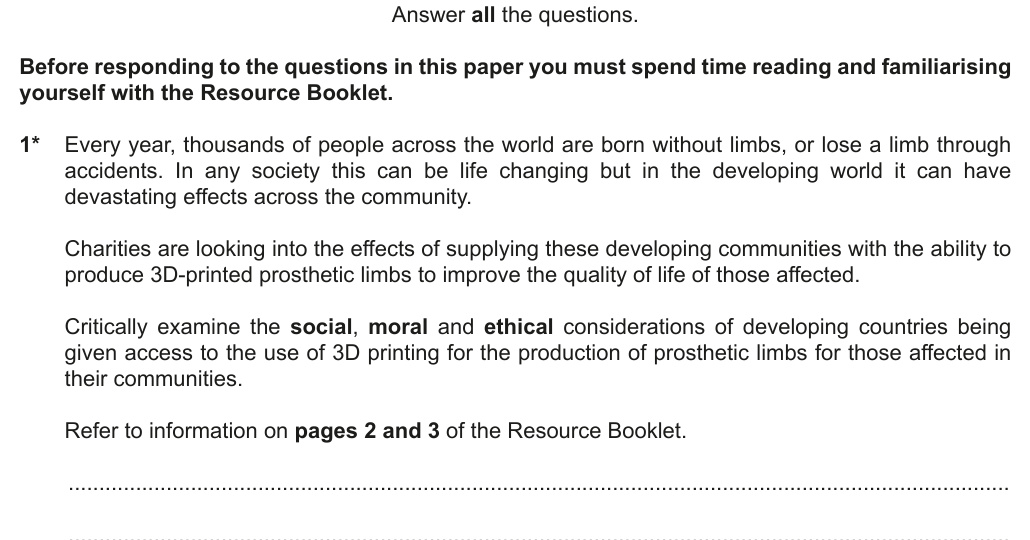 Answer all the questions.
Before responding to the questions in this paper you must spend time reading and familiarising
yourself with the Resource Booklet.
1* Every year, thousands of people across the world are born without limbs, or lose a limb through
accidents. In any society this can be life changing but in the developing world it can have
devastating effects across the community.
Charities are looking into the effects of supplying these developing communities with the ability to
produce 3D-printed prosthetic limbs to improve the quality of life of those affected.
Critically examine the social, moral and ethical considerations of developing countries being
given access to the use of 3D printing for the production of prosthetic limbs for those affected in
their communities.
Refer to information on pages 2 and 3 of the Resource Booklet.